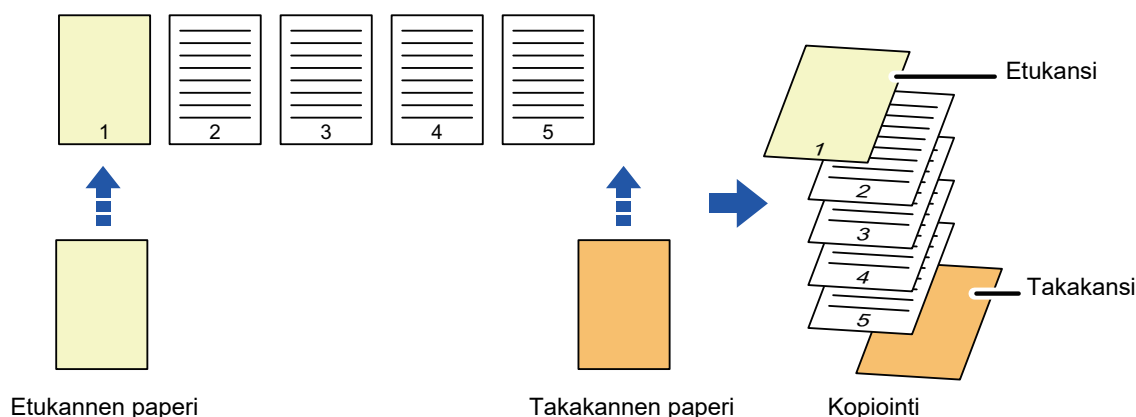 1
2
3
4
5
Etukansi
1
2
3
4
5
Takakansi
Etukannen paperi
Takakannen paperi
Kopiointi